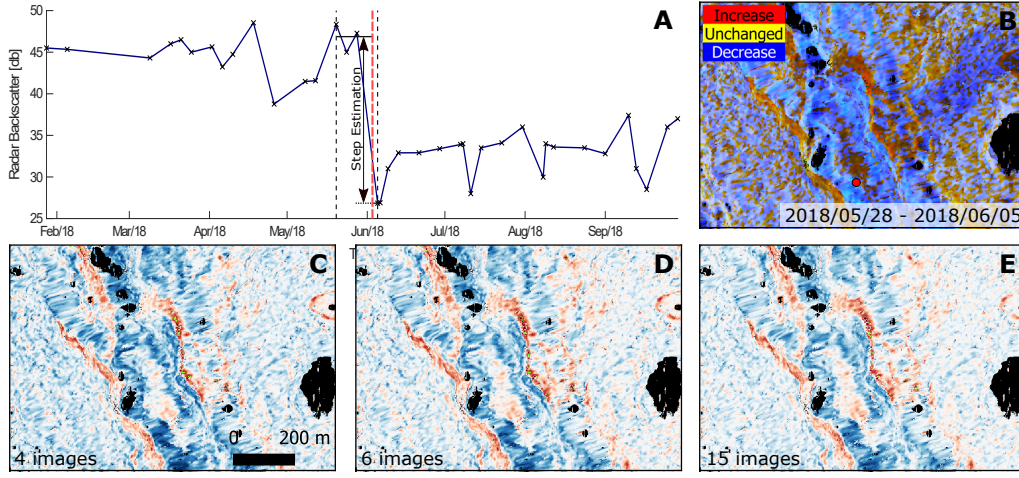 A
50
45
40
35
30
25
Radar Backscatter [db]
Step Estimation
Feb/18
Mar/18
Apr/18
May/18
Jun/18
Jul/18
Aug/18
Sep/18
T
B
Increase
Unchanged
Decrease
2018/05/28 - 2018/06/05
C
0 200 m
4 images
D
6 images
E
15 images